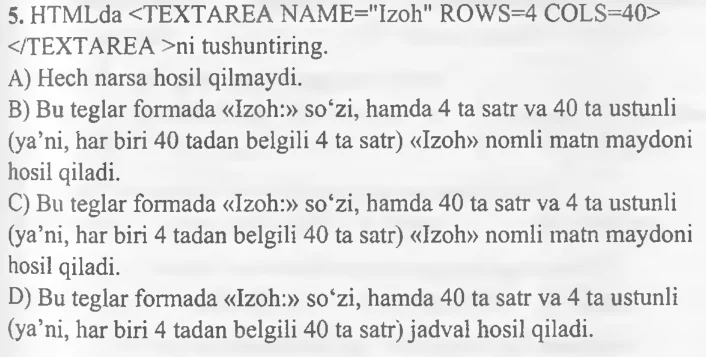 5. HTMLda <TEXTAREA NAME="Izoh" ROWS=4 COLS=40>
</TEXTAREA >ni tushuntiring.
A) Hech narsa hosil qilmaydi.
B) Bu teglar formada «Izoh:» so‘zi, hamda 4 ta satr va 40 ta ustunli
(ya’ni, har biri 40 tadan belgili 4 ta satr) «Izoh» nomli matn maydoni
hosil qiladi.
C) Bu teglar formada «Izoh:» so‘zi, hamda 40 ta satr va 4 ta ustunli
(ya’ni, har biri 4 tadan belgili 40 ta satr) «Izoh» nomli matn maydoni
hosil qiladi.
D) Bu teglar formada «Izoh:» so‘zi, hamda 40 ta satr va 4 ta ustunli
(ya’ni, har biri 4 tadan belgili 40 ta satr) jadval hosil qiladi.